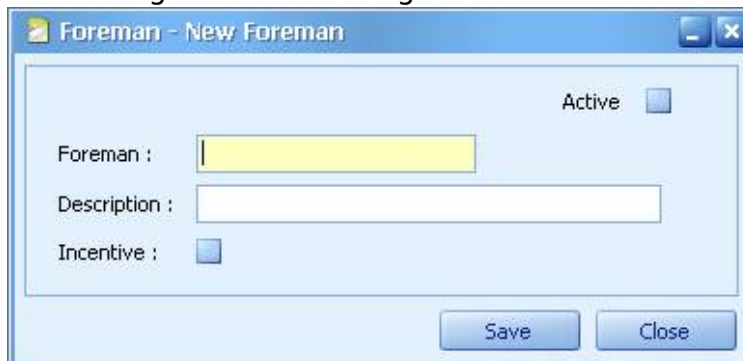 Foreman - New Foreman
Active
Foreman :
Description :
Incentive :
Save Close